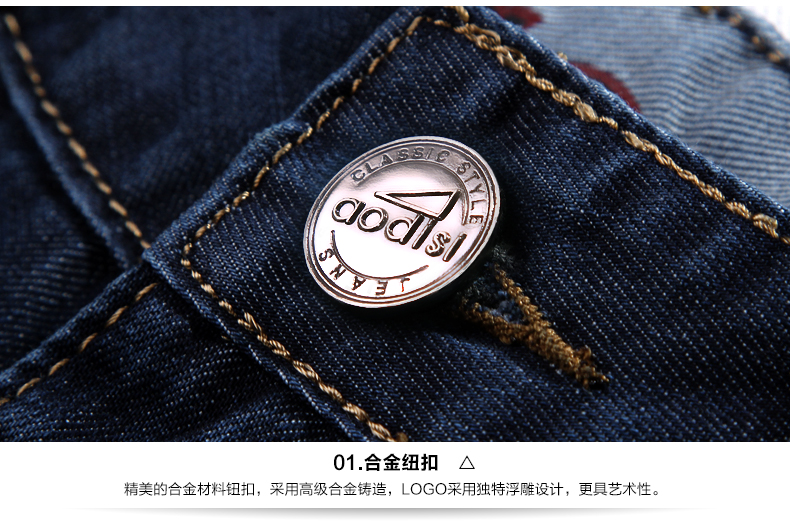 CLASSIC STYLE
aodisi
JEANS
01.合金纽扣 △
精美的合金材料钮扣，采用高级合金铸造，LOGO采用独特浮雕设计，更具艺术性。